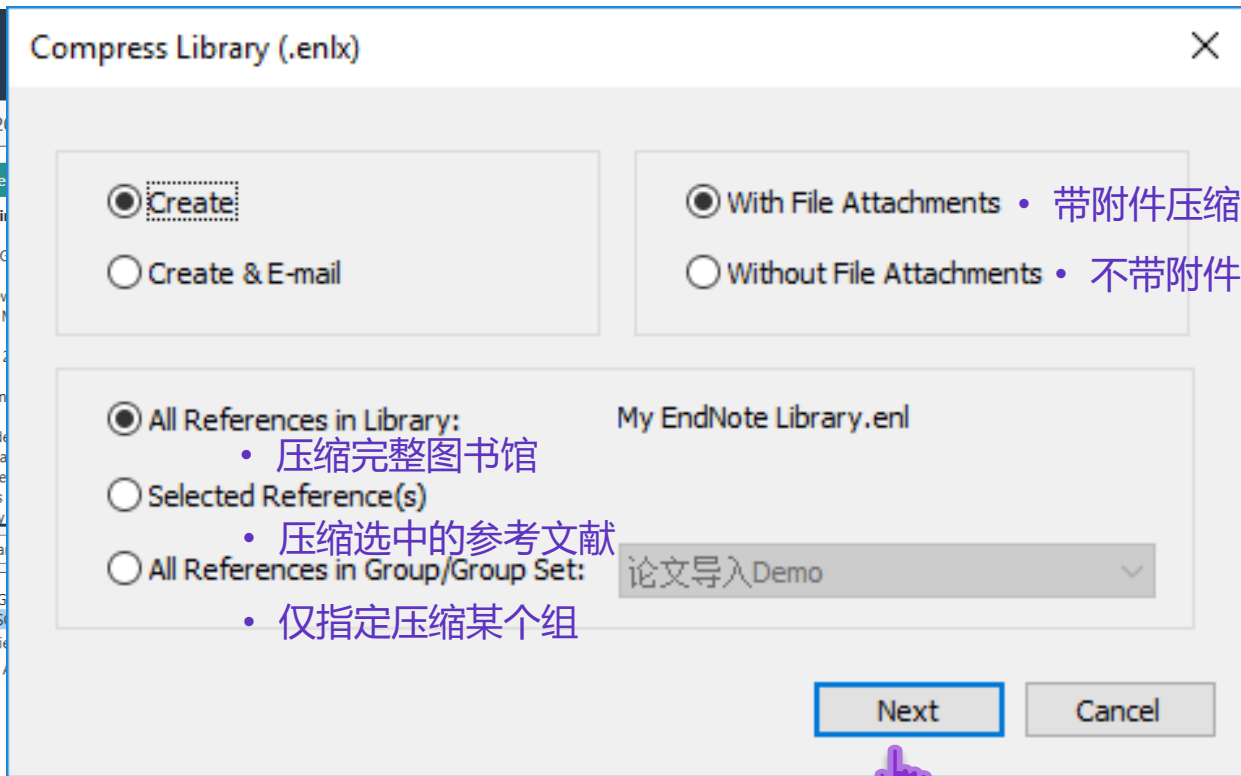 Compress Library (.enlx)
Create
With File Attachments • 带附件压缩
Create & E-mail
Without File Attachments • 不带附件
All References in Library: My EndNote Library.enl
• 压缩完整图书馆
Selected Reference(s)
• 压缩选中的参考文献
All References in Group/Group Set: 论文导入Demo
• 仅指定压缩某个组
Next Cancel